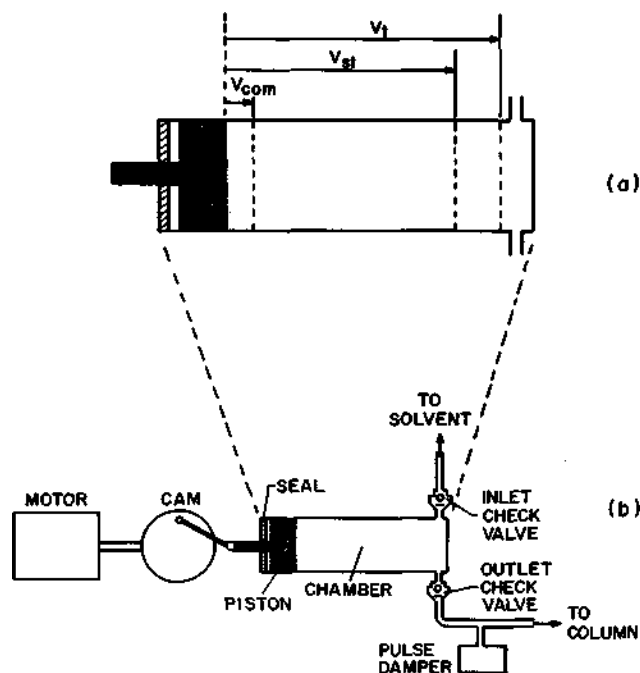 Vt
Vst
Vcom
(a)
TO
SOLVENT
SEAL
MOTOR
CAM
INLET
CHECK
VALVE
(b)
PISTON
CHAMBER
OUTLET
CHECK
VALVE
TO
COLUMN
PULSE
DAMPER